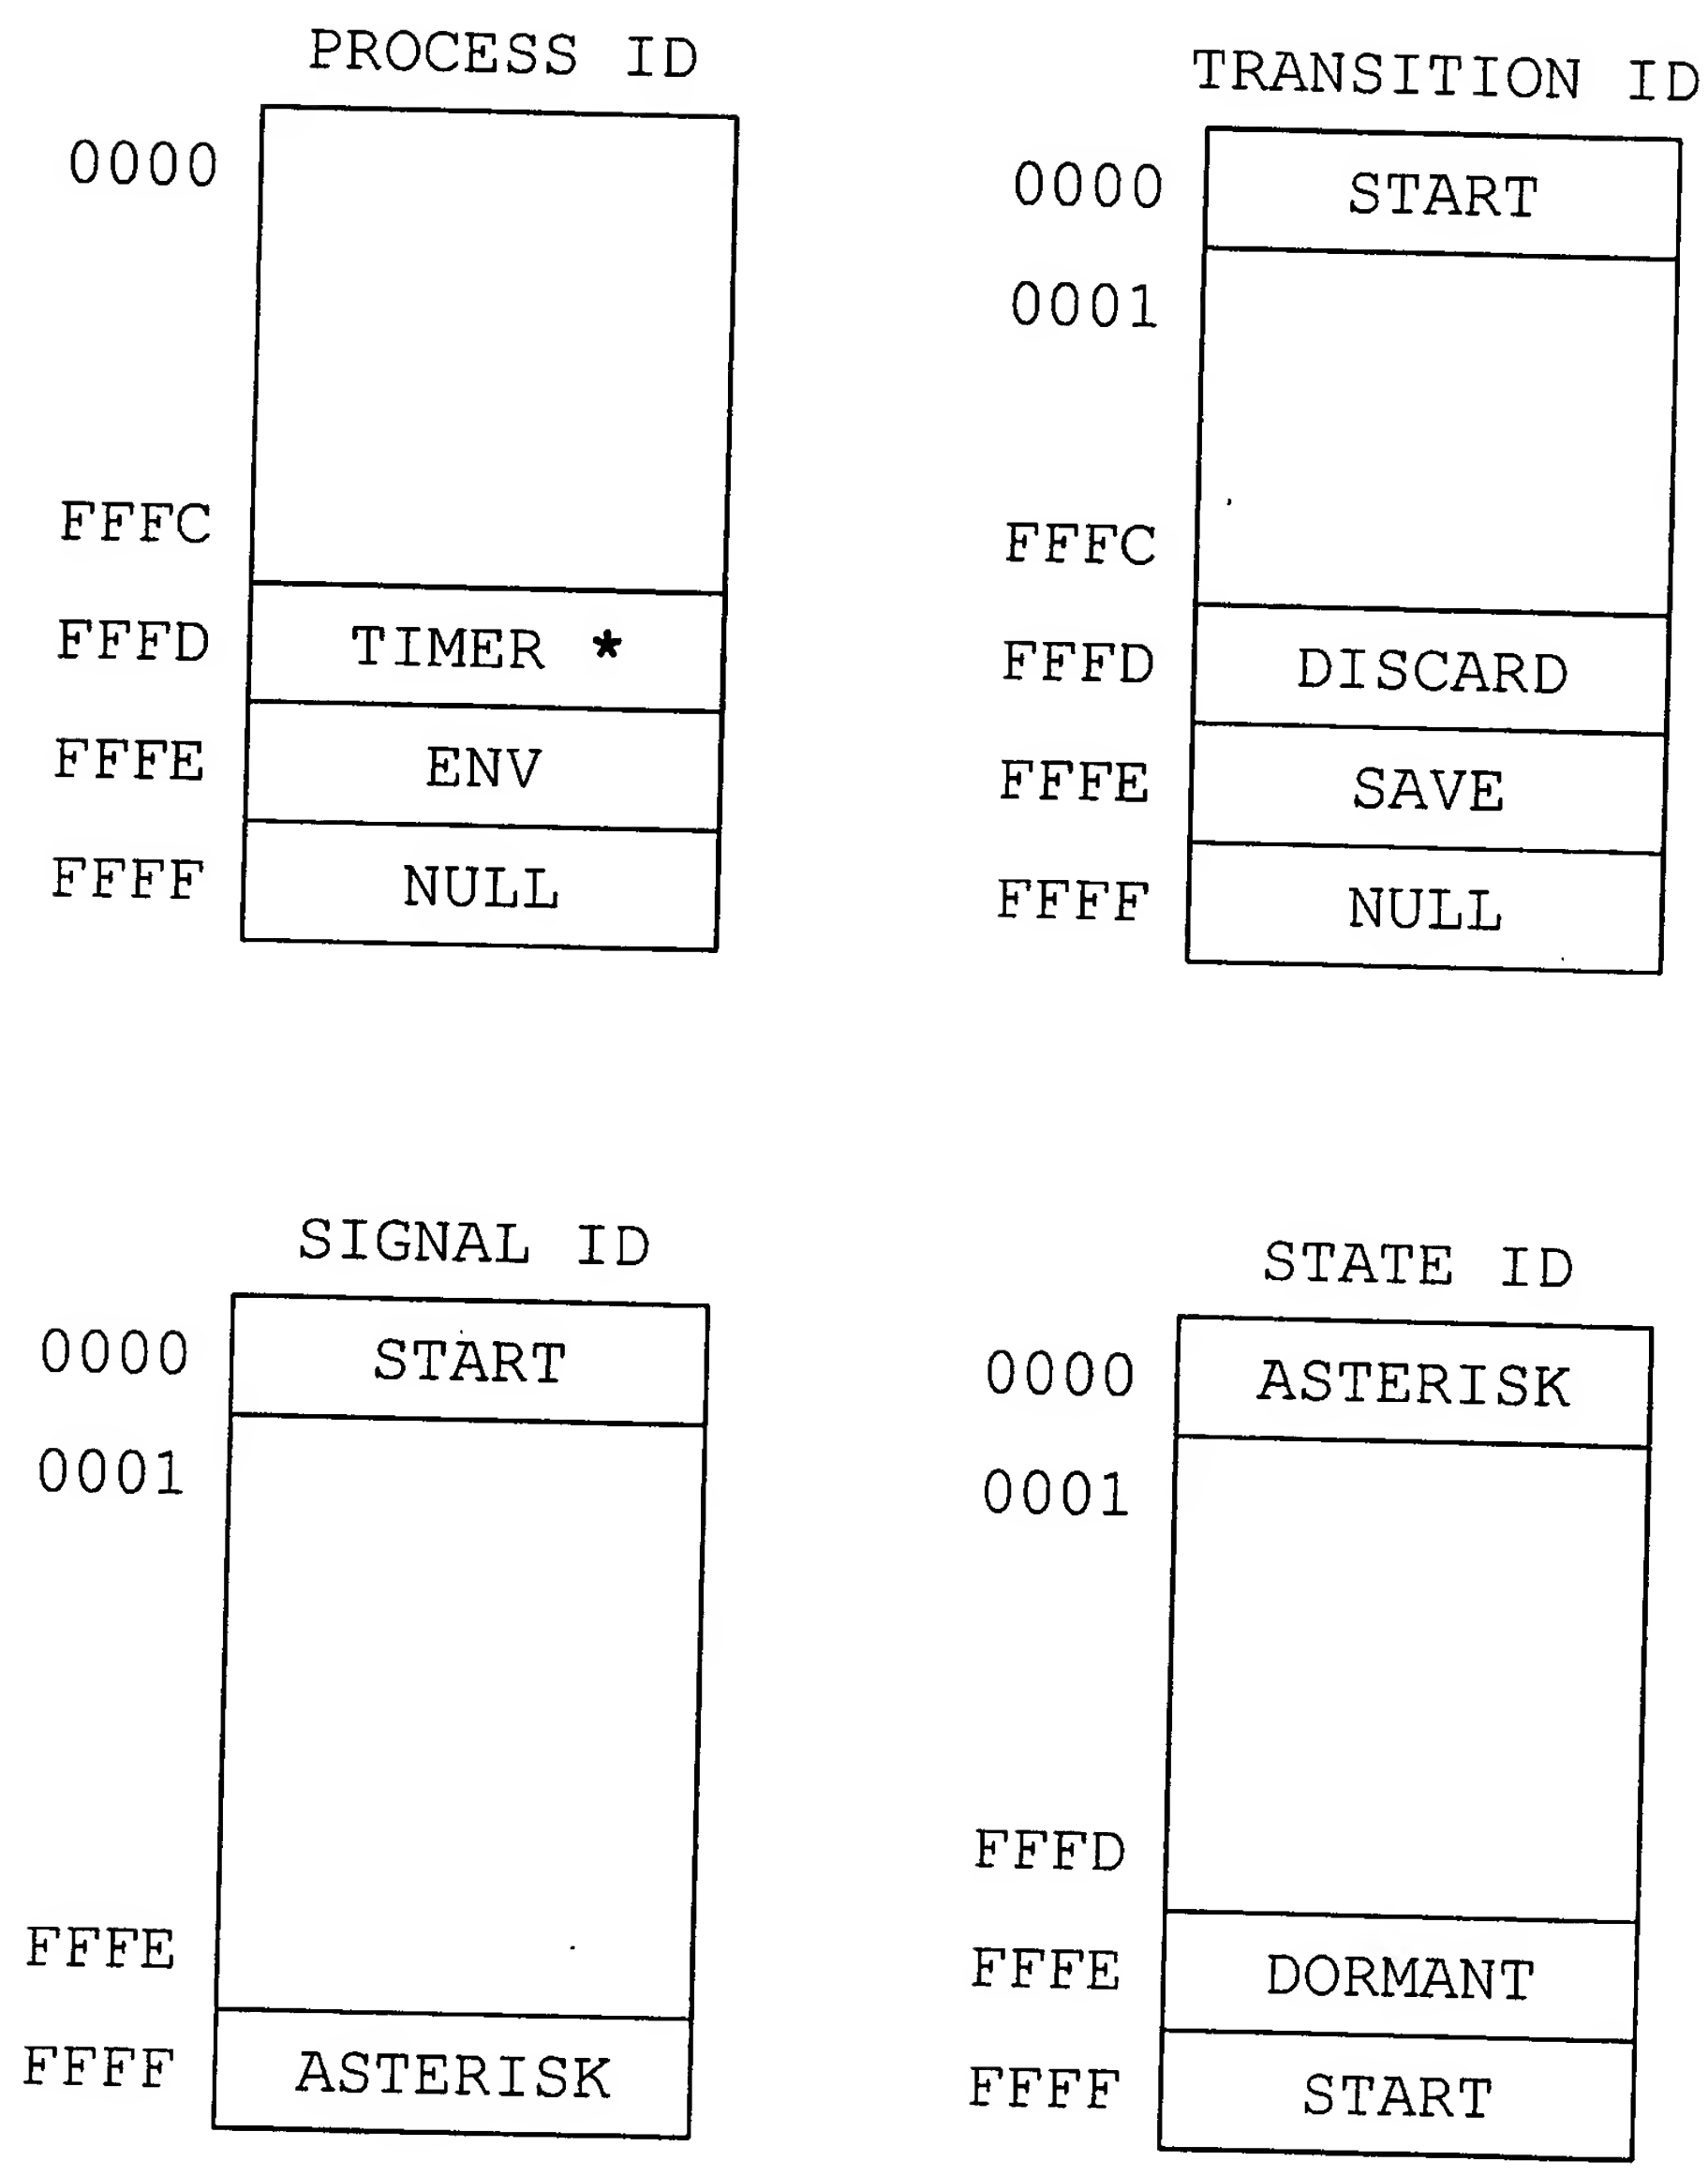 PROCESS ID
0000
FFFC
FFFD TIMER *
FFFE ENV
FFFF NULL
TRANSITION ID
0000 START
0001
FFFC
FFFD DISCARD
FFFE SAVE
FFFF NULL
SIGNAL ID
0000 START
0001
FFFE
FFFF ASTERISK
STATE ID
0000 ASTERISK
0001
FFFD
FFFE DORMANT
FFFF START